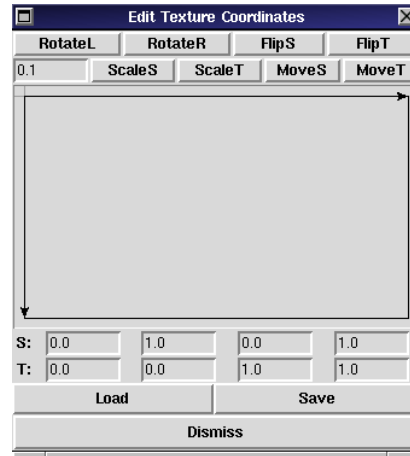 Edit Texture Coordinates
RotateL RotateR FlipS FlipT
0.1 ScaleS ScaleT MoveS MoveT
S: 0.0 1.0 0.0 1.0
T: 0.0 0.0 1.0 1.0
Load Save
Dismiss